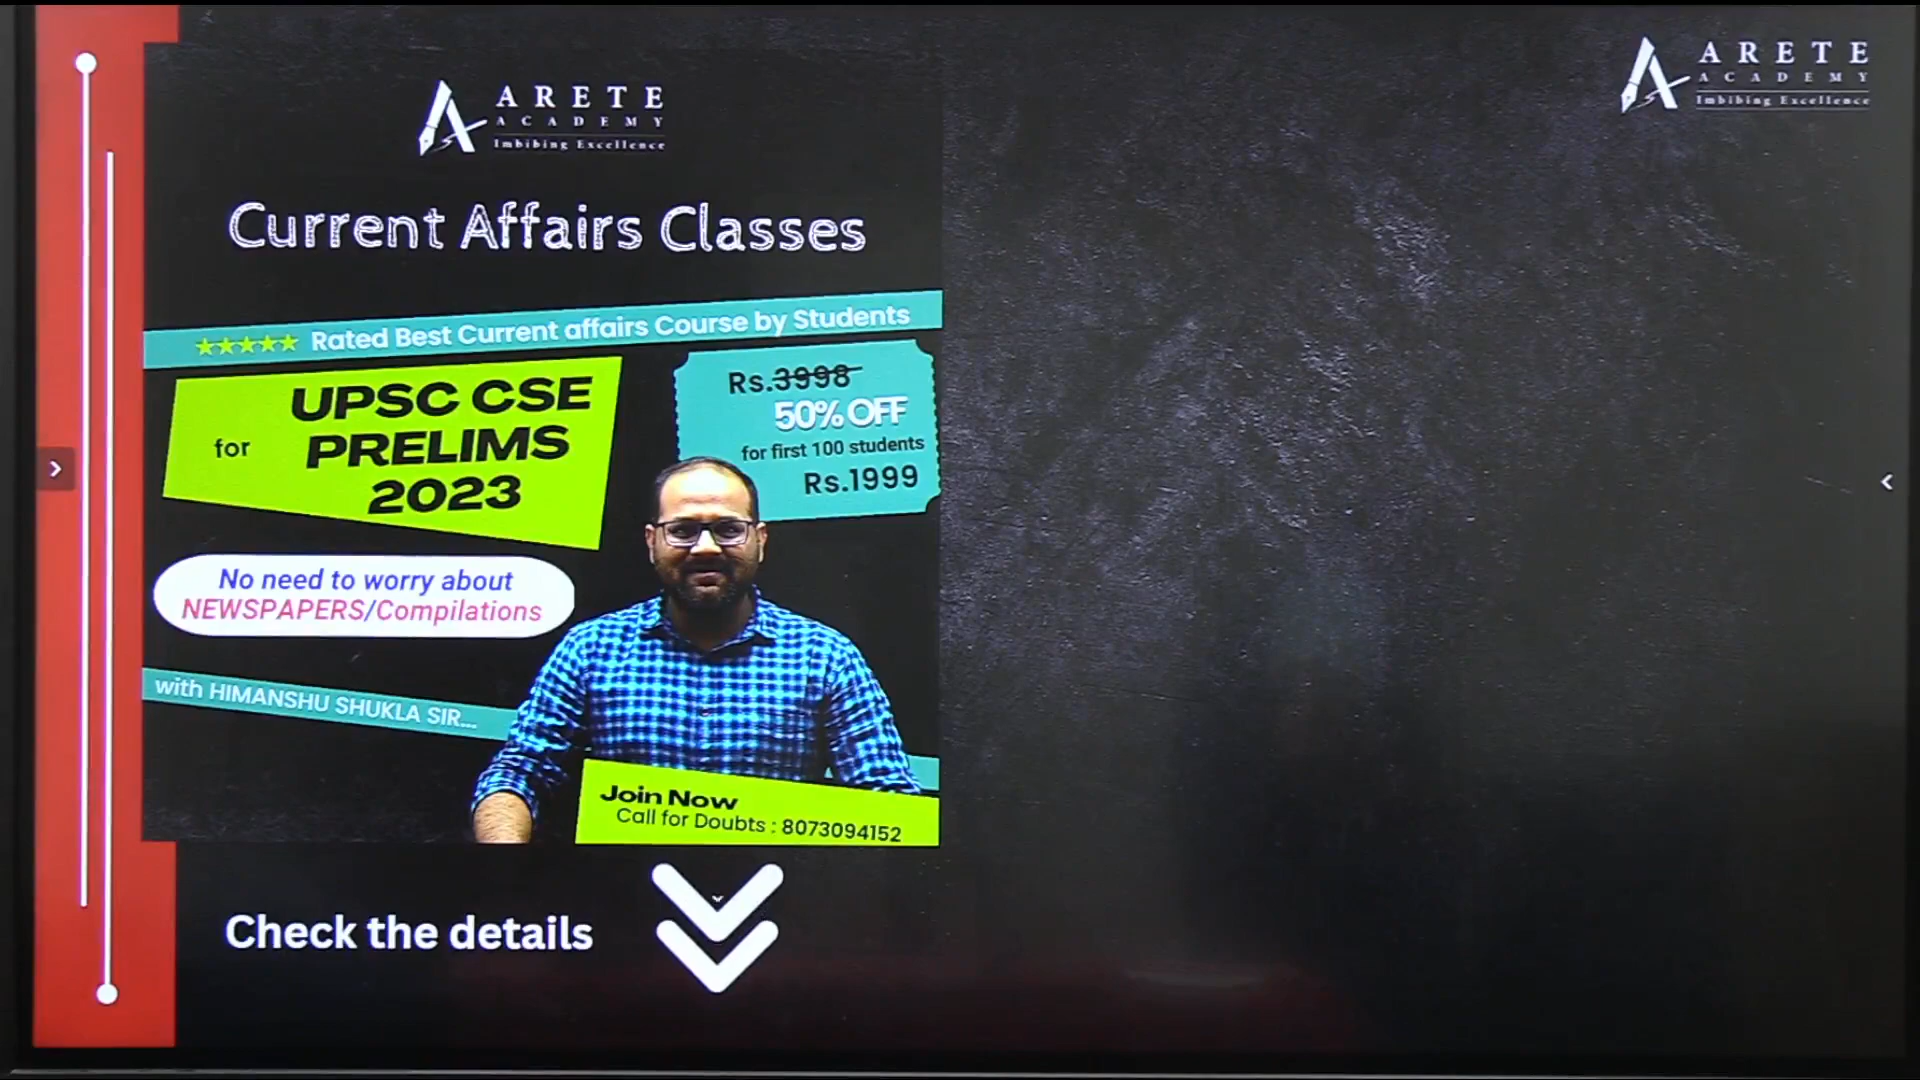 ARETE
ACADEMY
Imbibing Excellence
ARETE
ACADEMY
Imbibing Excellence
Current Affairs Classes
★★★★★ Rated Best Current affairs Course by Students
for UPSC CSE
PRELIMS
2023
Rs.3998
50% OFF
for first 100 students
Rs.1999
No need to worry about
NEWSPAPERS/Compilations
with HIMANSHU SHUKLA SIR...
Join Now
Call for Doubts : 8073094152
Check the details